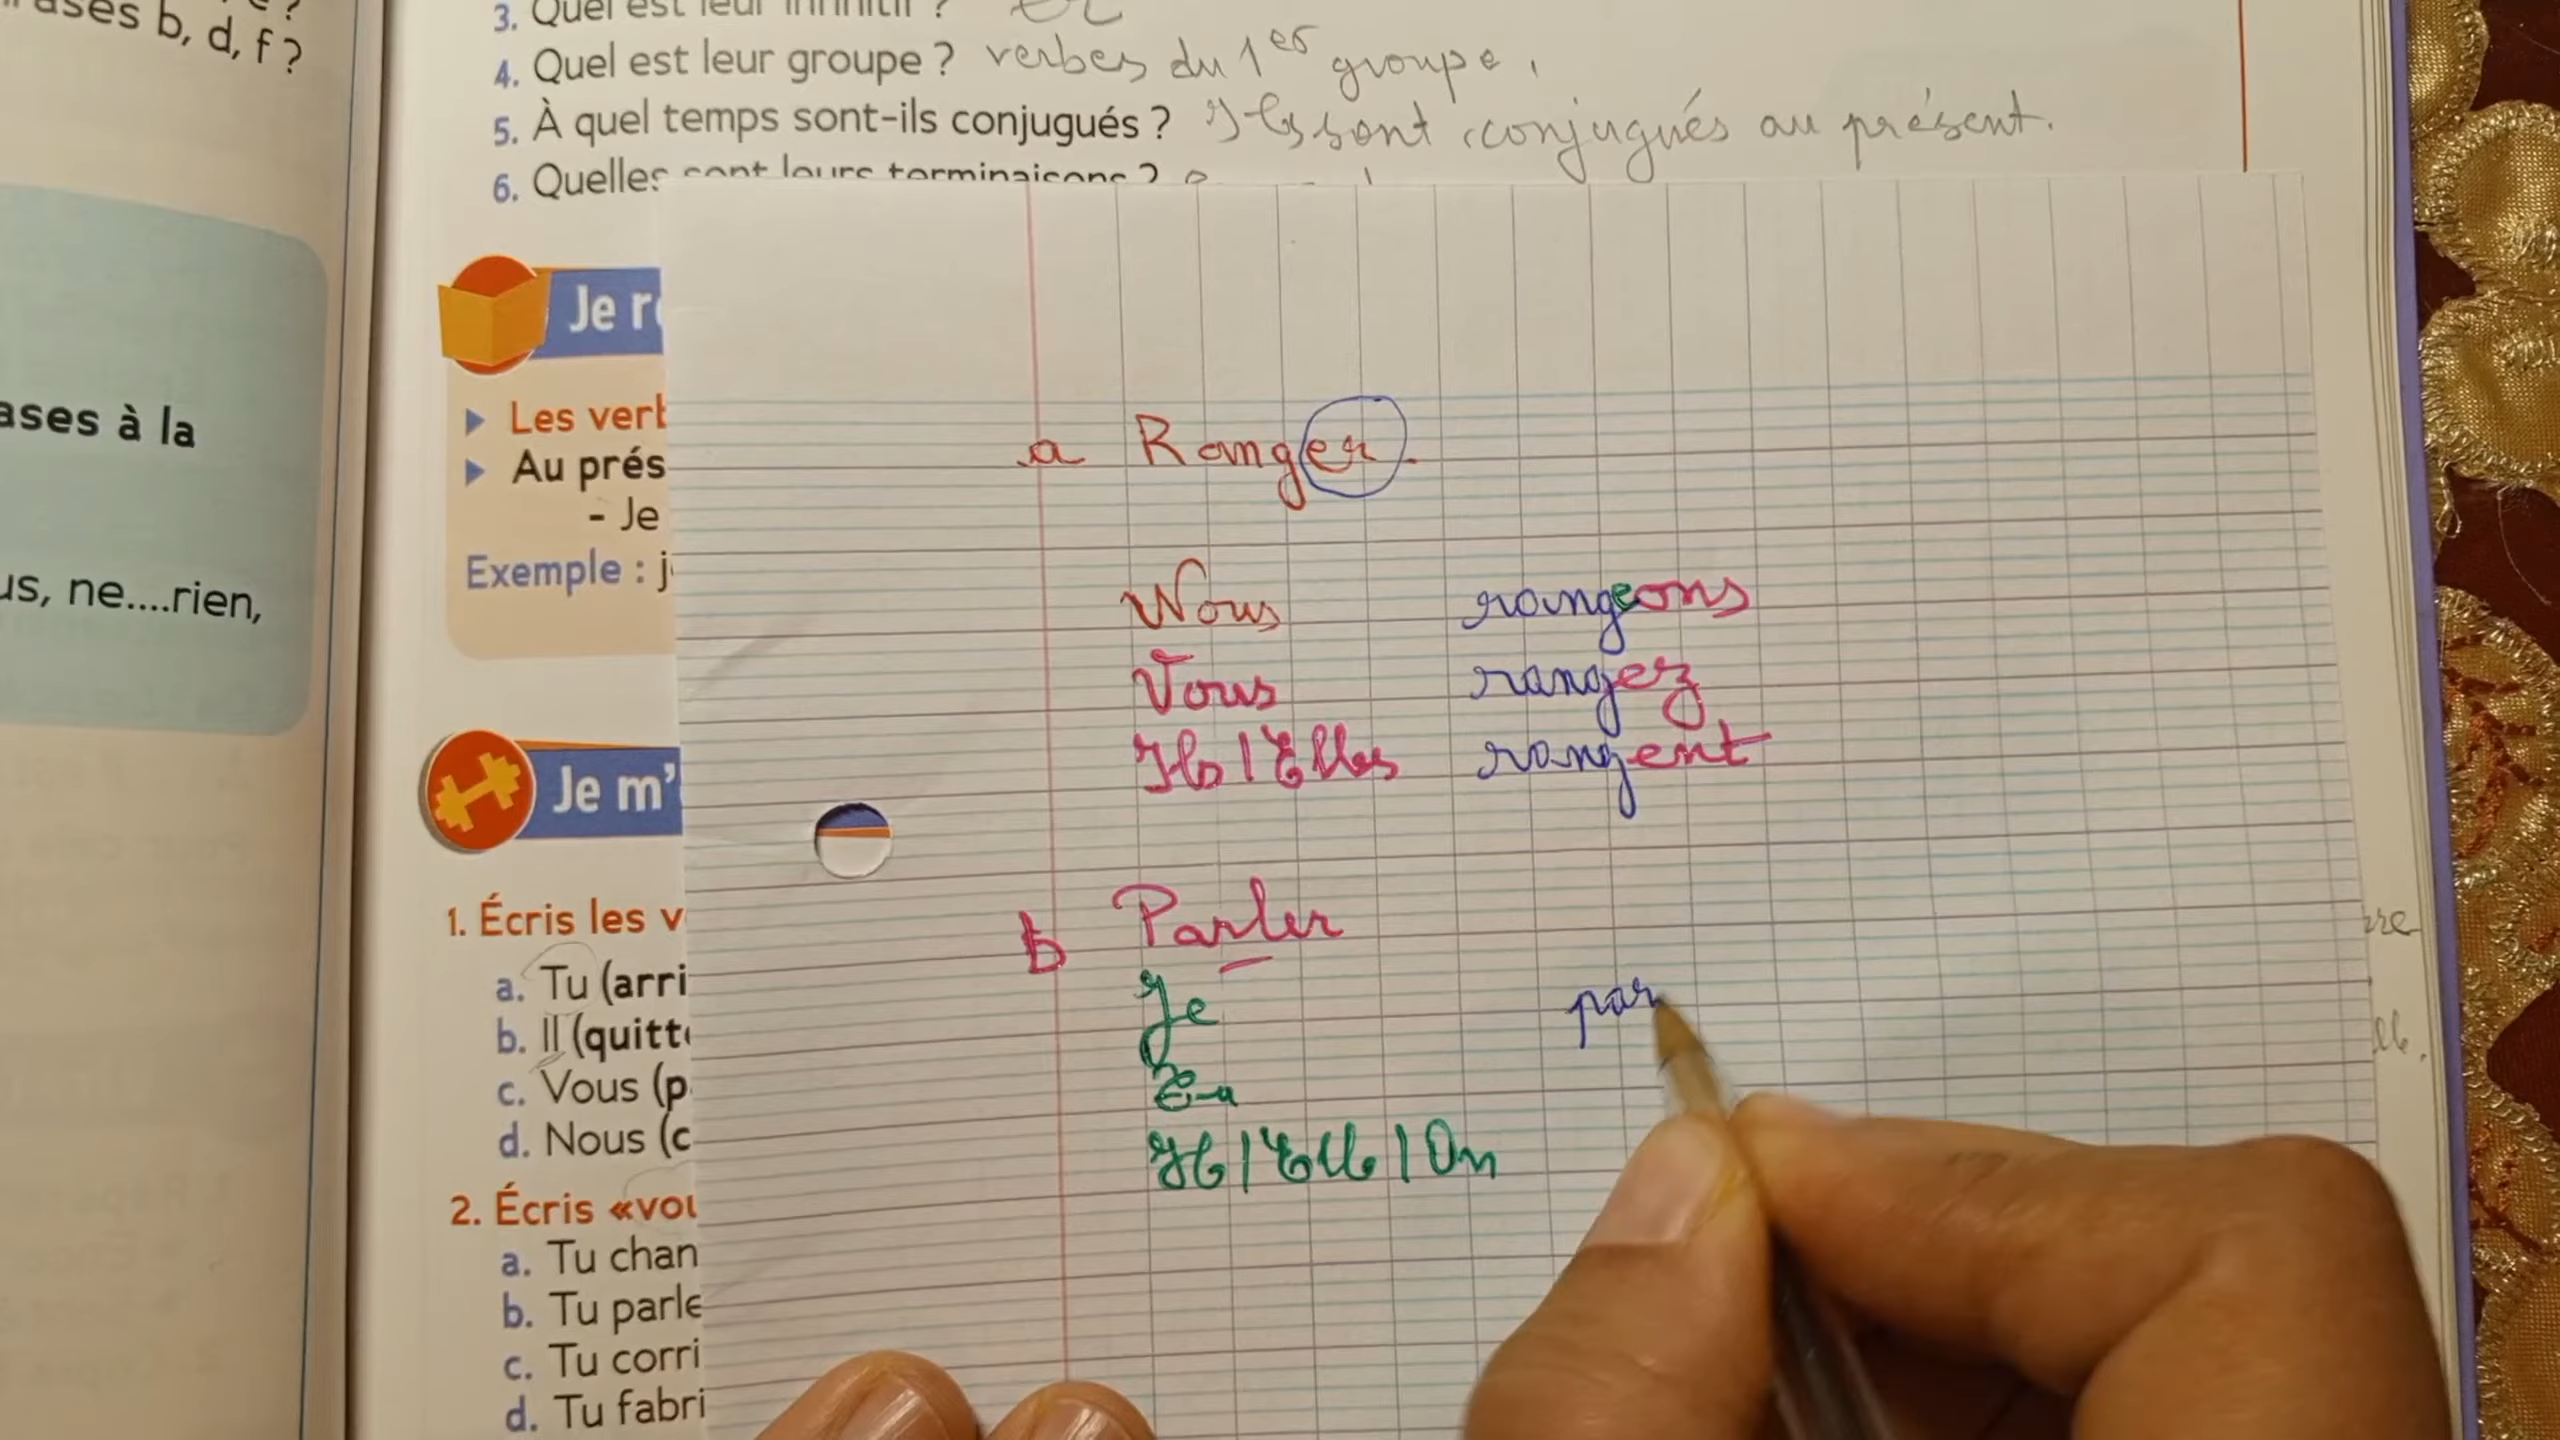 b, d, f ?
ases à la
ne....rien,
3. Quel est leur infinitif ?
4. Quel est leur groupe ? verbes du 1er groupe.
5. À quel temps sont-ils conjugués ? Ils sont conjugués au présent.
6. Quelles sont leurs terminaisons ?
Je r
Les verb
Au prés
- Je
Exemple : j
Je m'
1. Écris les v
a. Tu (arri
b. Il (quitt
c. Vous (p
d. Nous (c
2. Écris «vou
a. Tu chan
b. Tu parle
c. Tu corri
d. Tu fabri
a Ranger.
Nous rangeons
Vous rangez
Ils / Elles rangent
b Parler
Je par
Tu
Il / Elle / On